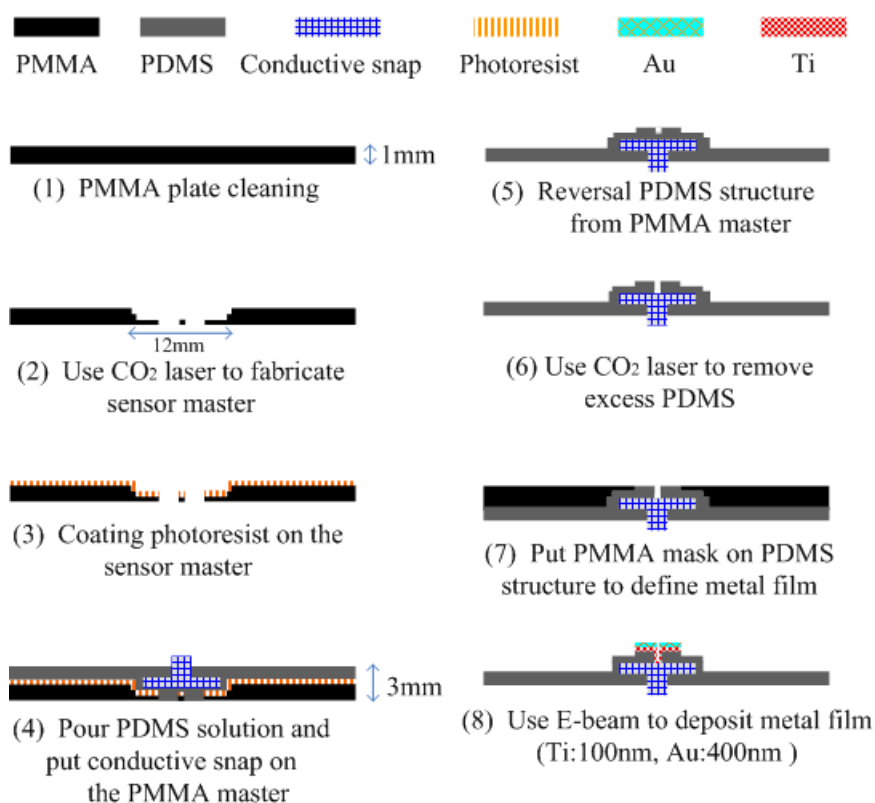 PMMA PDMS Conductive snap Photoresist Au Ti
1mm
(1) PMMA plate cleaning
12mm
(2) Use CO₂ laser to fabricate
sensor master
(3) Coating photoresist on the
sensor master
3mm
(4) Pour PDMS solution and
put conductive snap on
the PMMA master
(5) Reversal PDMS structure
from PMMA master
(6) Use CO₂ laser to remove
excess PDMS
(7) Put PMMA mask on PDMS
structure to define metal film
(8) Use E-beam to deposit metal film
(Ti:100nm, Au:400nm )